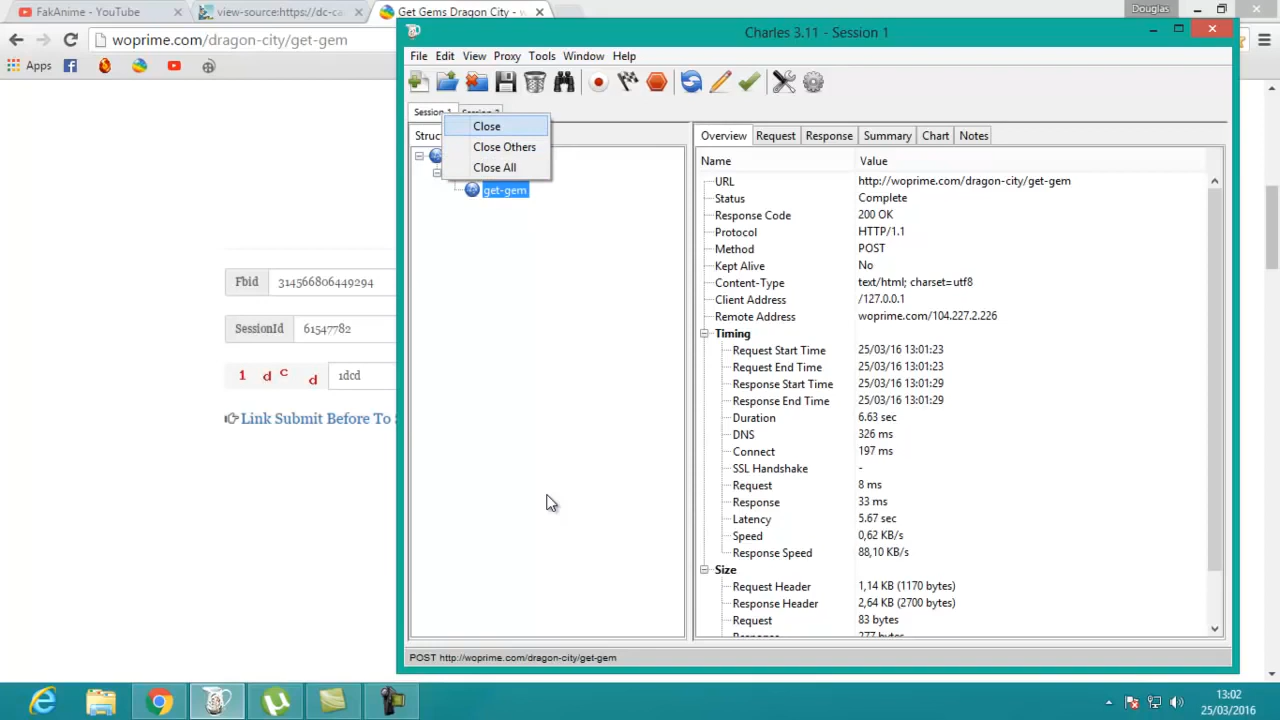 FakAnime - YouTube
view-source:https://dc-ca
Get Gems Dragon City - w
Douglas
woprime.com/dragon-city/get-gem
Apps
Charles 3.11 - Session 1
File Edit View Proxy Tools Window Help
Session 1
Close
Close Others
Close All
Struc
get-gem
Overview Request Response Summary Chart Notes
Name Value
URL http://woprime.com/dragon-city/get-gem
Status Complete
Response Code 200 OK
Protocol HTTP/1.1
Method POST
Kept Alive No
Content-Type text/html; charset=utf8
Client Address /127.0.0.1
Remote Address woprime.com/104.227.2.226
Timing
Request Start Time 25/03/16 13:01:23
Request End Time 25/03/16 13:01:23
Response Start Time 25/03/16 13:01:29
Response End Time 25/03/16 13:01:29
Duration 6.63 sec
DNS 326 ms
Connect 197 ms
SSL Handshake -
Request 8 ms
Response 33 ms
Latency 5.67 sec
Speed 0,62 KB/s
Response Speed 88,10 KB/s
Size
Request Header 1,14 KB (1170 bytes)
Response Header 2,64 KB (2700 bytes)
Request 83 bytes
Response 277 bytes
POST http://woprime.com/dragon-city/get-gem
Fbid 314566806449294
SessionId 61547782
1 d c d 1dcd
Link Submit Before To
13:02
25/03/2016